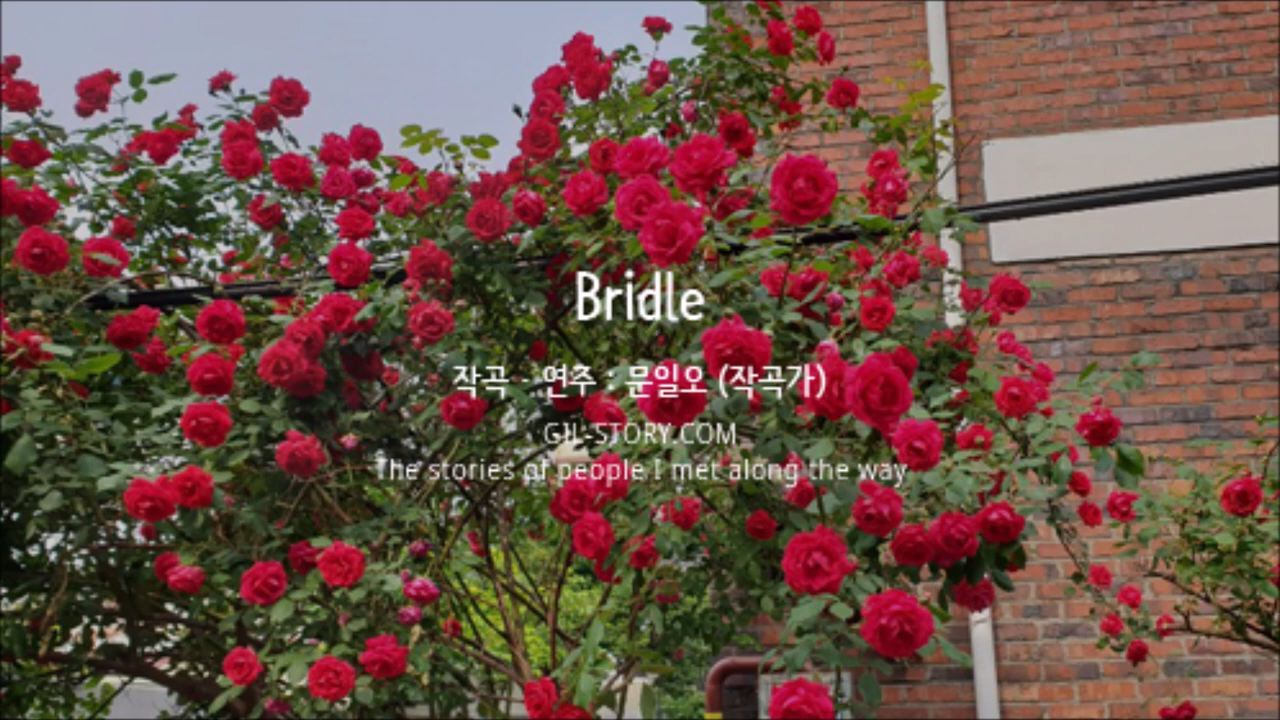 Bridle
작곡 - 연주 : 문일오 (작곡가)
GIL-STORY.COM
The stories of people I met along the way